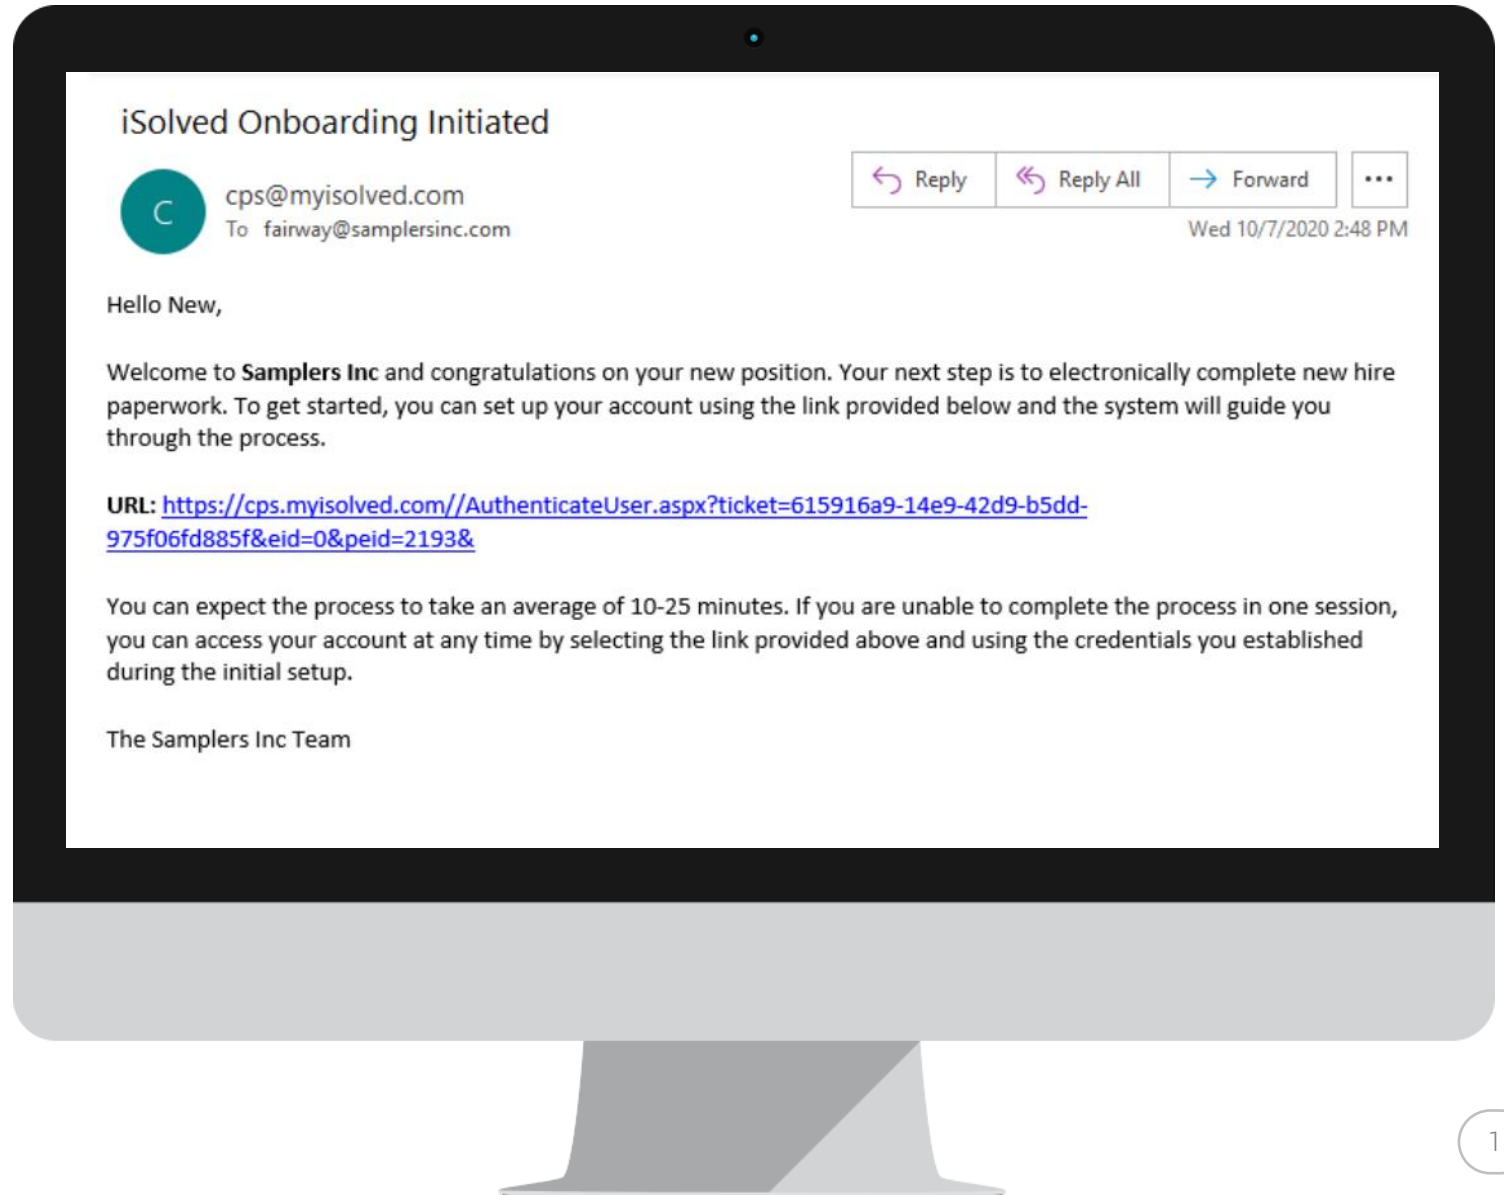 iSolved Onboarding Initiated
C
cps@myisolved.com
To fairway@samplersinc.com
Reply
Reply All
Forward
Wed 10/7/2020 2:48 PM
Hello New,
Welcome to Samplers Inc and congratulations on your new position. Your next step is to electronically complete new hire
paperwork. To get started, you can set up your account using the link provided below and the system will guide you
through the process.
URL: https://cps.myisolved.com//AuthenticateUser.aspx?ticket=615916a9-14e9-42d9-b5dd-
975f06fd885f&eid=0&peid=2193&
You can expect the process to take an average of 10-25 minutes. If you are unable to complete the process in one session,
you can access your account at any time by selecting the link provided above and using the credentials you established
during the initial setup.
The Samplers Inc Team
1